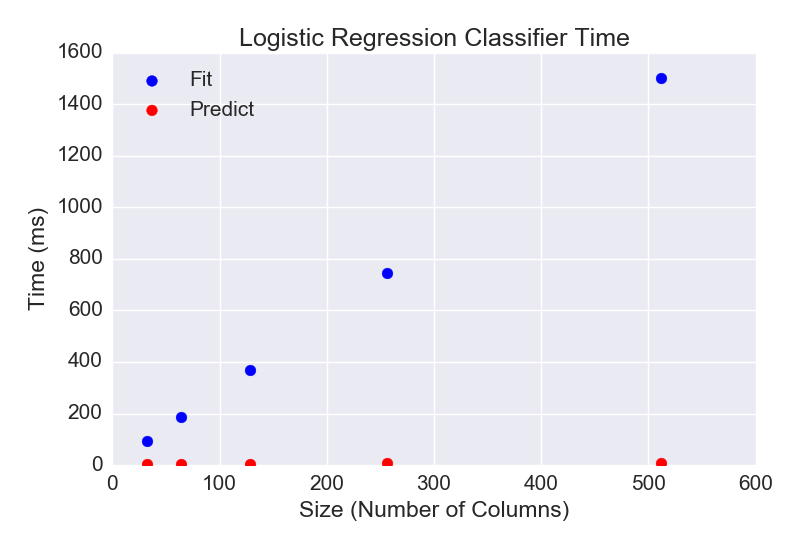 Logistic Regression Classifier Time
Fit
Predict
1600
1400
1200
1000
800
600
400
200
0
Time (ms)
0 100 200 300 400 500 600
Size (Number of Columns)